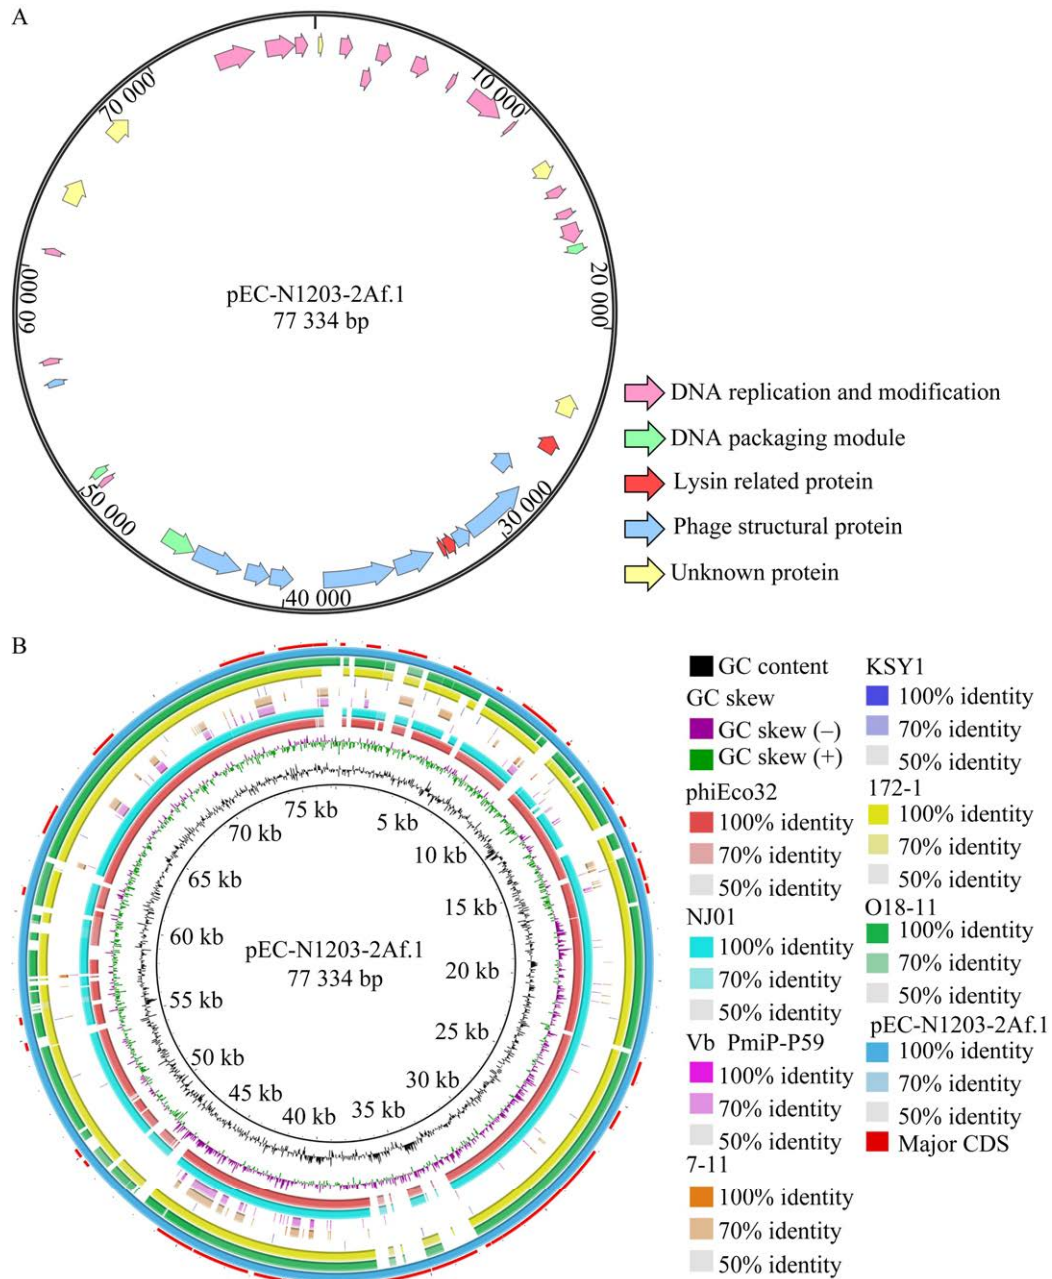 A
70 000
10 000
60 000
20 000
50 000
30 000
40 000
pEC-N1203-2Af.1
77 334 bp
DNA replication and modification
DNA packaging module
Lysin related protein
Phage structural protein
Unknown protein
B
75 kb
5 kb
70 kb
10 kb
65 kb
15 kb
60 kb
20 kb
55 kb
25 kb
50 kb
30 kb
45 kb
35 kb
40 kb
pEC-N1203-2Af.1
77 334 bp
GC content
GC skew
GC skew (–)
GC skew (+)
phiEco32
100% identity
70% identity
50% identity
NJ01
100% identity
70% identity
50% identity
Vb PmiP-P59
100% identity
70% identity
50% identity
7-11
100% identity
70% identity
50% identity
KSY1
100% identity
70% identity
50% identity
172-1
100% identity
70% identity
50% identity
O18-11
100% identity
70% identity
50% identity
pEC-N1203-2Af.1
100% identity
70% identity
50% identity
Major CDS